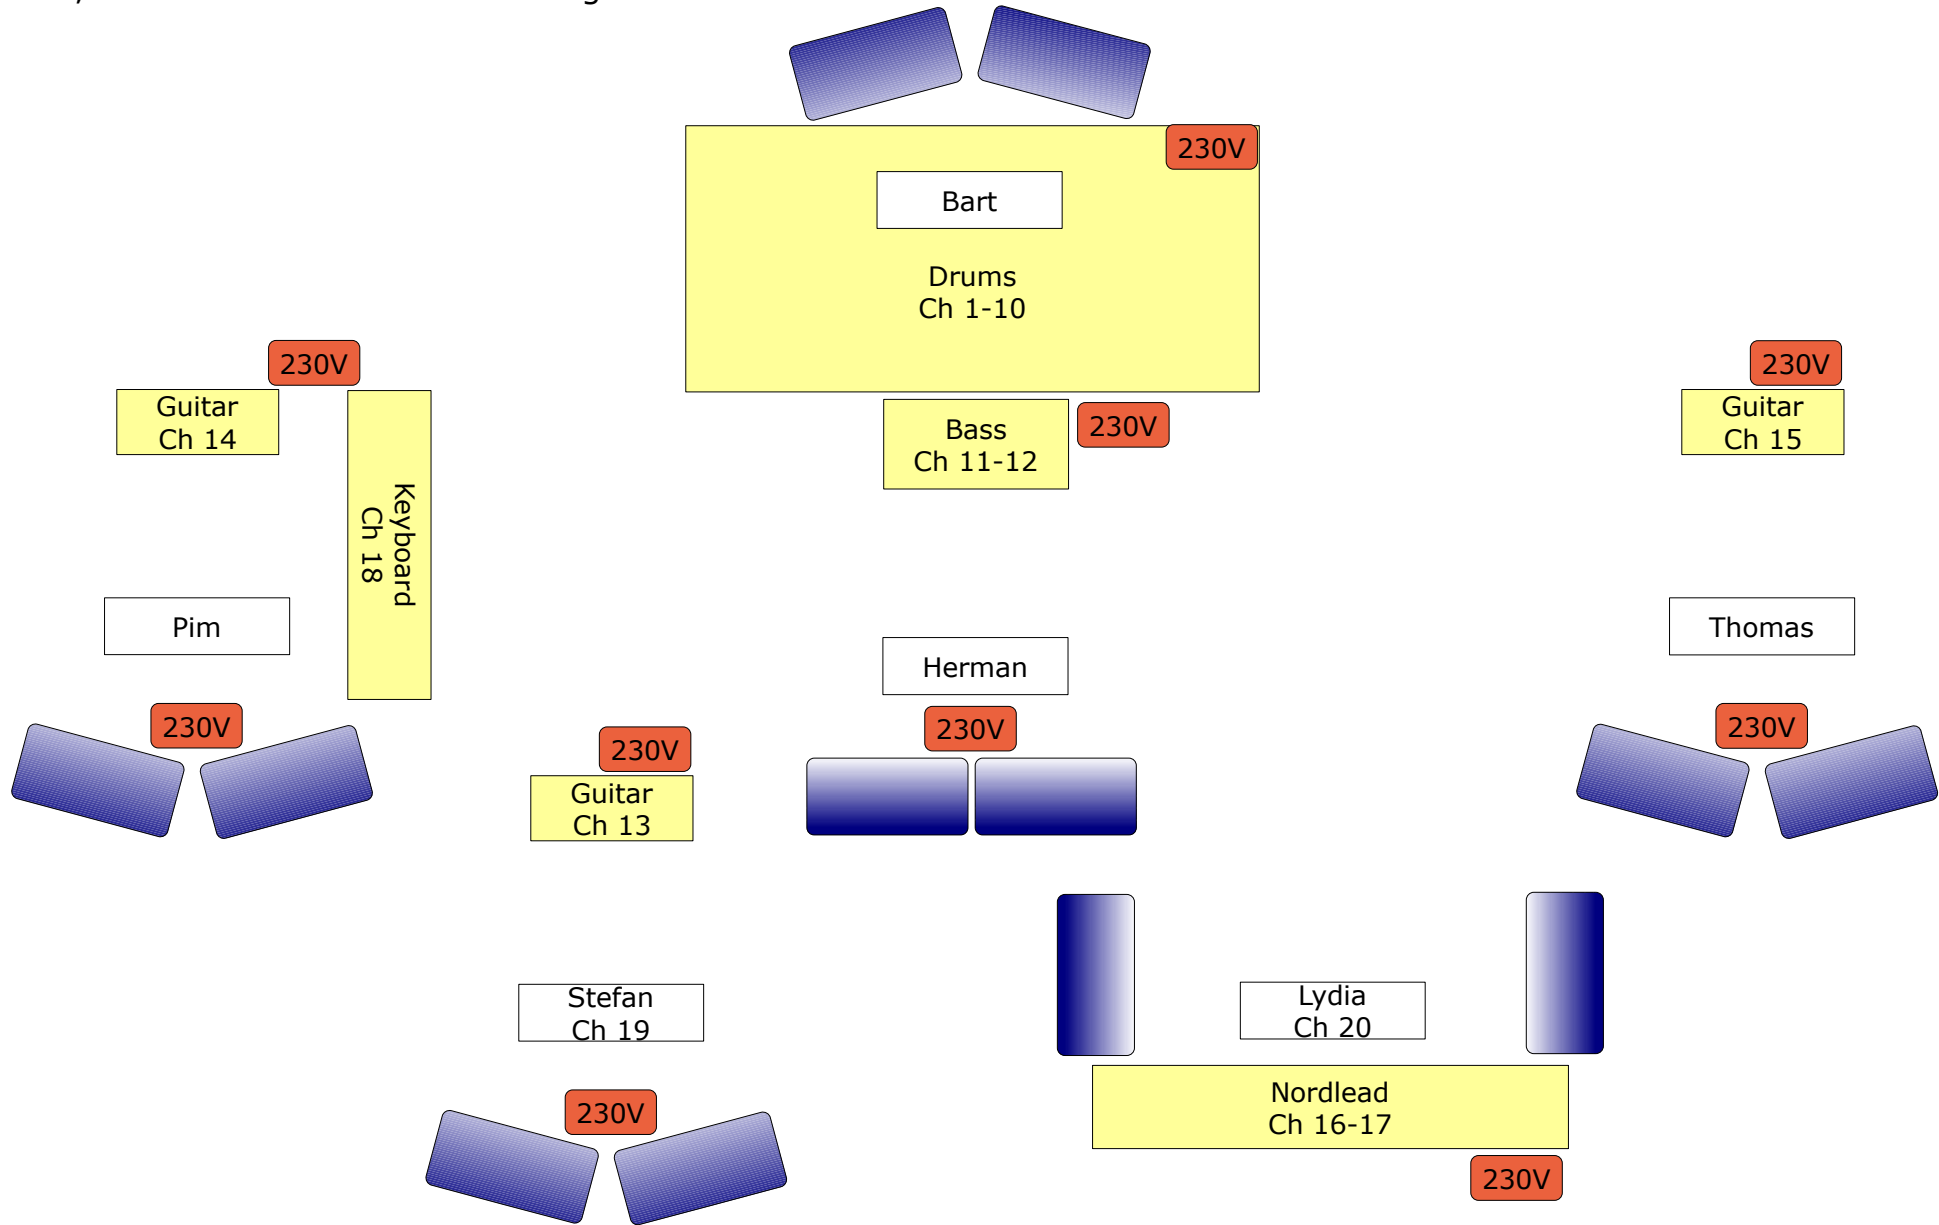 230V
Bart
Drums
Ch 1-10
230V
Guitar
Ch 14
Keyboard
Ch 18
Bass
Ch 11-12
230V
230V
Guitar
Ch 15
Pim
Herman
Thomas
230V
230V
230V
230V
Guitar
Ch 13
Stefan
Ch 19
Lydia
Ch 20
230V
Nordlead
Ch 16-17
230V